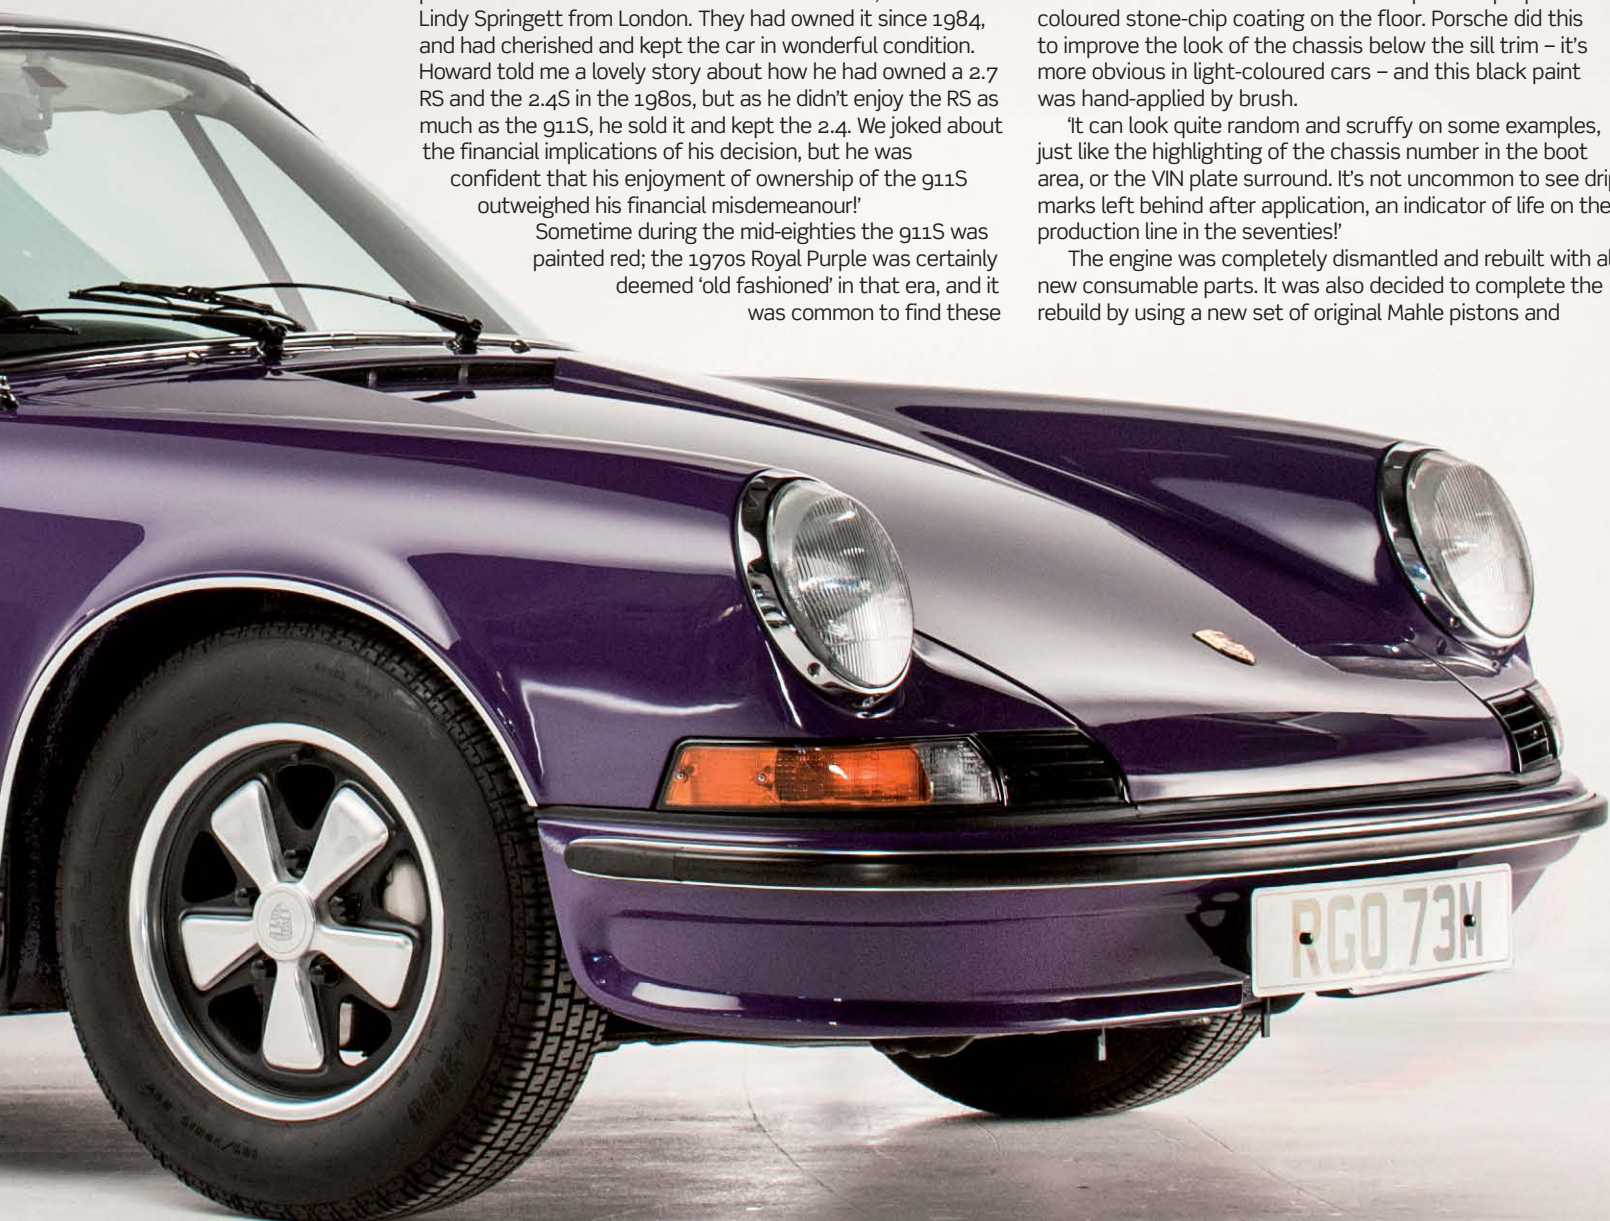 Lindy Springett from London. They had owned it since 1984,
and had cherished and kept the car in wonderful condition.
Howard told me a lovely story about how he had owned a 2.7
RS and the 2.4S in the 1980s, but as he didn’t enjoy the RS as
much as the 911S, he sold it and kept the 2.4. We joked about
the financial implications of his decision, but he was
confident that his enjoyment of ownership of the 911S
outweighed his financial misdemeanour!’
Sometime during the mid-eighties the 911S was
painted red; the 1970s Royal Purple was certainly
deemed ‘old fashioned’ in that era, and it
was common to find these
coloured stone-chip coating on the floor. Porsche did this
to improve the look of the chassis below the sill trim – it’s
more obvious in light-coloured cars – and this black paint
was hand-applied by brush.
‘It can look quite random and scruffy on some examples,
just like the highlighting of the chassis number in the boot
area, or the VIN plate surround. It’s not uncommon to see
marks left behind after application, an indicator of life on the
production line in the seventies!’
The engine was completely dismantled and rebuilt with
new consumable parts. It was also decided to complete the
rebuild by using a new set of original Mahle pistons and
RGO 73M